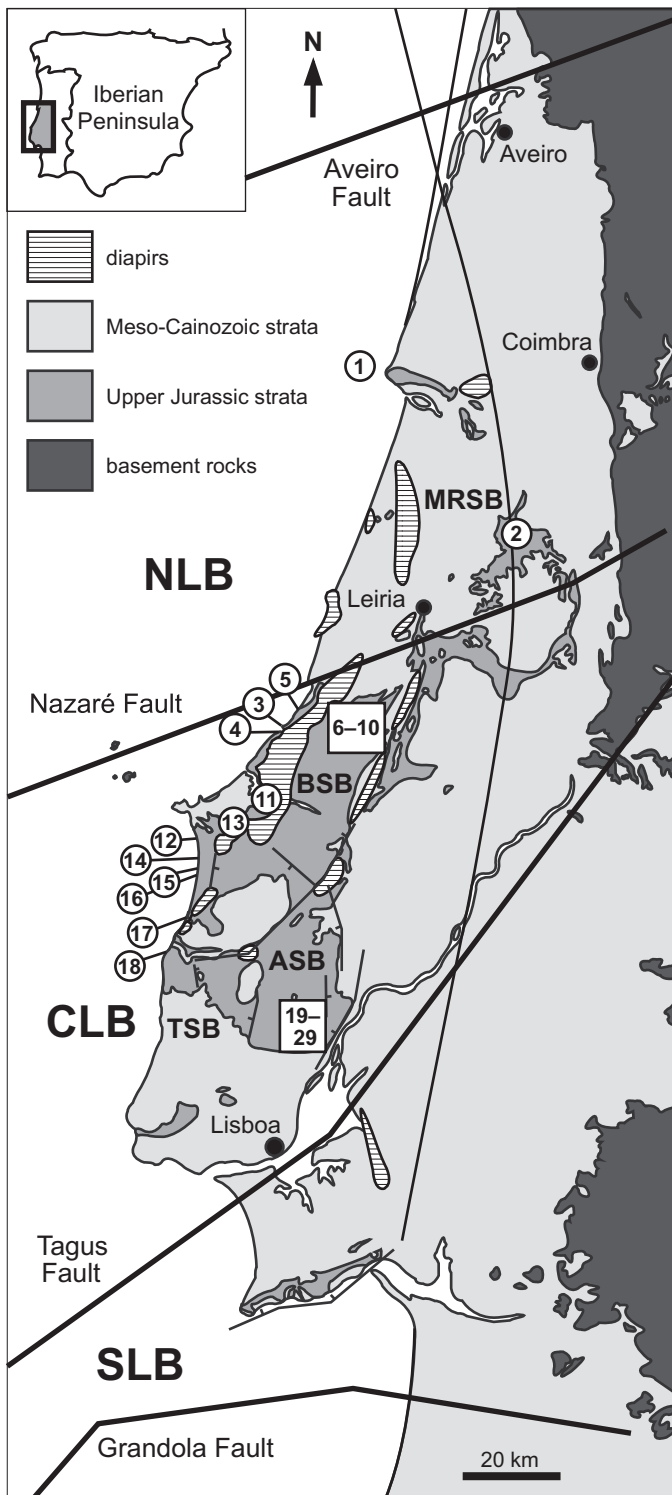 Iberian
Peninsula
N
Aveiro
Aveiro
Fault
diapirs
Meso-Cainozoic strata
Upper Jurassic strata
basement rocks
Coimbra
1
MRSB
2
NLB
Leiria
5
3
4
Nazaré Fault
6–10
BSB
11
13
12
14
15
16
17
18
ASB
CLB
TSB
19–
29
Lisboa
Tagus
Fault
SLB
Grandola Fault
20 km